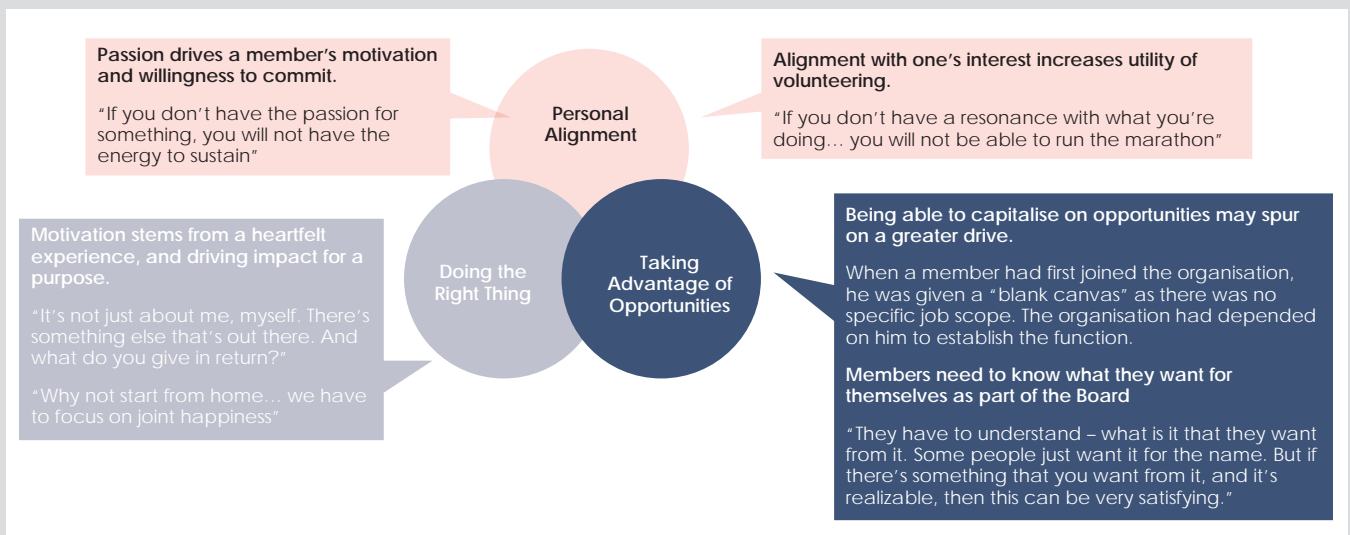 Passion drives a member's motivation
and willingness to commit.
“If you don't have the passion for
something, you will not have the
energy to sustain”
Personal
Alignment
Alignment with one's interest increases utility of
volunteering.
“If you don't have a resonance with what you're
doing... you will not be able to run the marathon”
Motivation stems from a heartfelt
experience, and driving impact for a
purpose.
“It's not just about me, myself. There's
something else that's out there. And
what do you give in return?”
“Why not start from home... we have
to focus on joint happiness”
Doing the
Right Thing
Taking
Advantage of
Opportunities
Being able to capitalise on opportunities may spur
on a greater drive.
When a member had first joined the organisation,
he was given a “blank canvas” as there was no
specific job scope. The organisation had depended
on him to establish the function.
Members need to know what they want for
themselves as part of the Board
“They have to understand – what is it that they want
from it. Some people just want it for the name. But if
there's something that you want from it, and it's
realizable, then this can be very satisfying.”